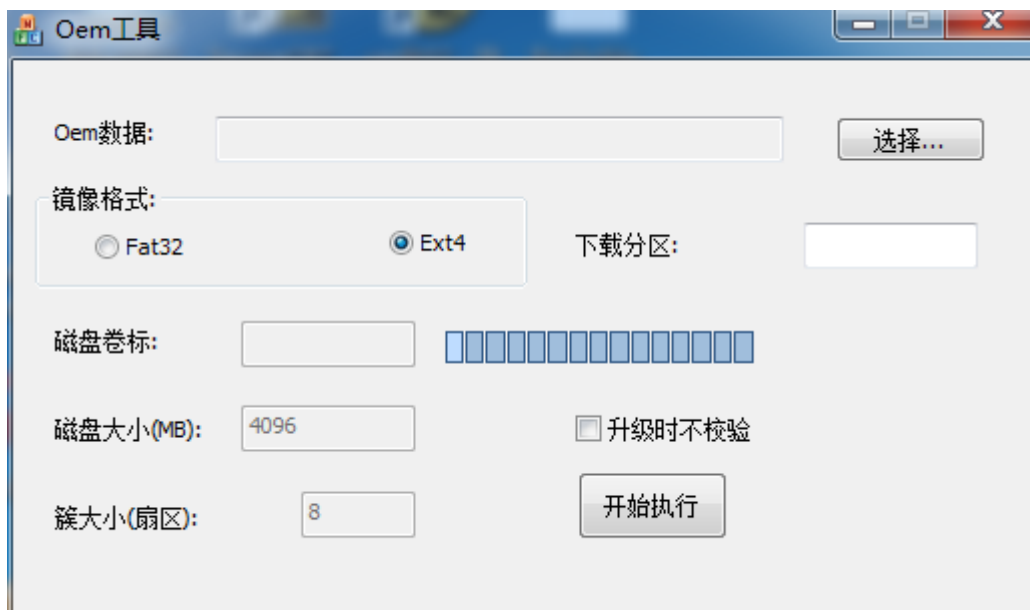 Oem工具
Oem数据:
选择...
镜像格式:
Fat32
Ext4
下载分区:
磁盘卷标:
磁盘大小(MB):
4096
升级时不校验
簇大小(扇区):
8
开始执行